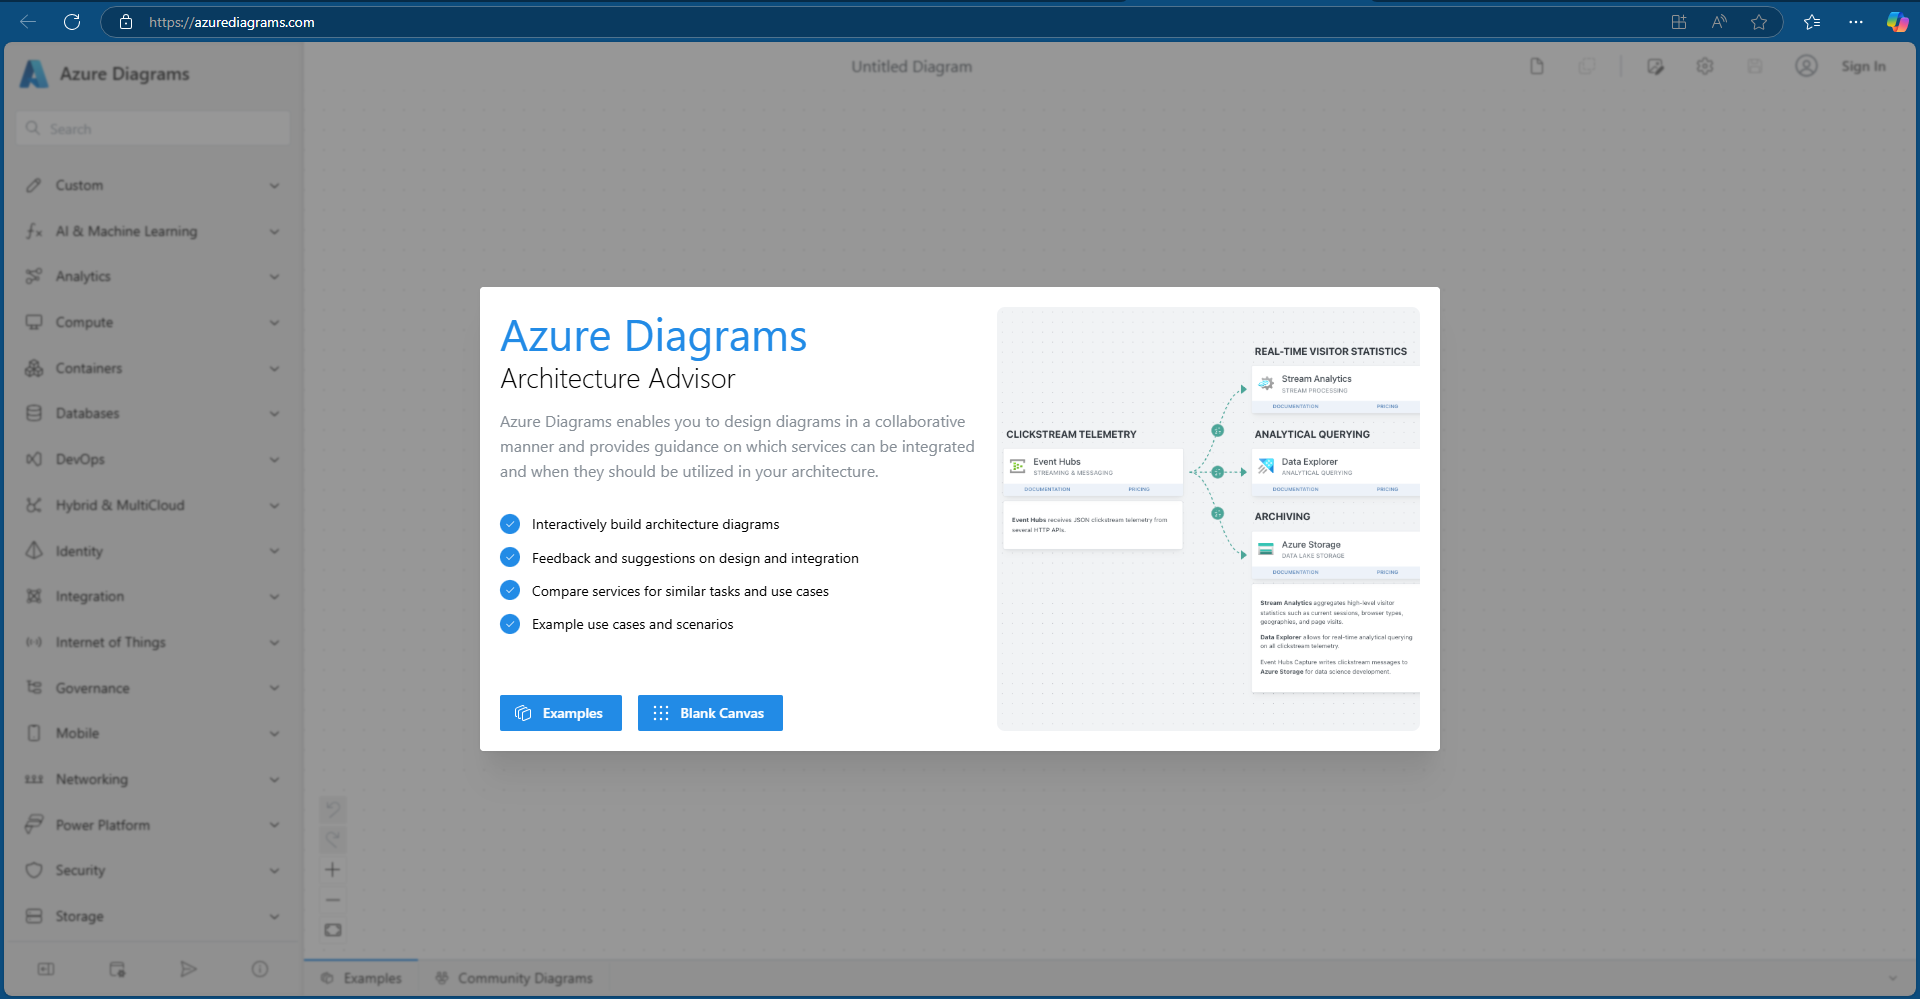 https://azurediagrams.com
Azure Diagrams
Untitled Diagram
Sign In
Search
Custom
AI & Machine Learning
Analytics
Compute
Containers
Databases
DevOps
Hybrid & MultiCloud
Identity
Integration
Internet of Things
Governance
Mobile
Networking
Power Platform
Security
Storage
Azure Diagrams
Architecture Advisor
Azure Diagrams enables you to design diagrams in a collaborative
manner and provides guidance on which services can be integrated
and when they should be utilized in your architecture.
Interactively build architecture diagrams
Feedback and suggestions on design and integration
Compare services for similar tasks and use cases
Example use cases and scenarios
Examples
Blank Canvas
CLICKSTREAM TELEMETRY
Event Hubs
STREAMING & MESSAGING
DOCUMENTATION PRICING
Event Hubs receives JSON clickstream telemetry from
several HTTP APIs.
REAL-TIME VISITOR STATISTICS
Stream Analytics
STREAM PROCESSING
DOCUMENTATION PRICING
ANALYTICAL QUERYING
Data Explorer
ANALYTICAL QUERYING
DOCUMENTATION PRICING
ARCHIVING
Azure Storage
DATA LAKE STORAGE
DOCUMENTATION PRICING
Stream Analytics aggregates high-level visitor
statistics such as current sessions, browser types,
geographies, and page visits.
Data Explorer allows for real-time analytical querying
on all clickstream telemetry.
Event Hubs Capture writes clickstream messages to
Azure Storage for data science development.
Examples
Community Diagrams